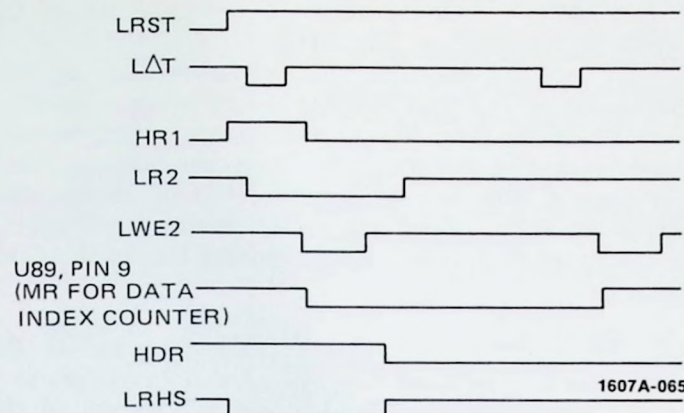 LRST
LΔT
HR1
LR2
LWE2
U89, PIN 9
(MR FOR DATA
INDEX COUNTER)
HDR
1607A-065
LRHS